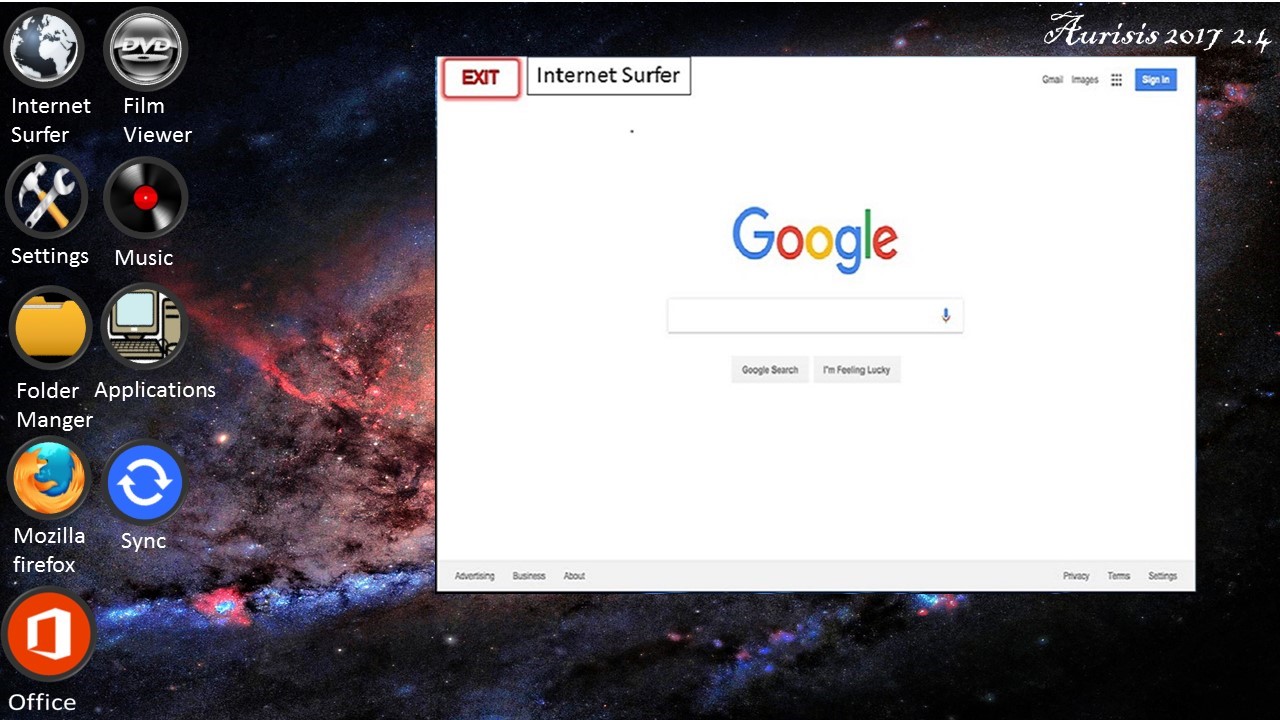 Aurisis 2017 2.4
Internet
Surfer
Film
Viewer
Settings
Music
Folder
Manger
Applications
Mozilla
firefox
Sync
Office
DVD
EXIT
Internet Surfer
Gmail Images
Sign in
Google
Google Search
I'm Feeling Lucky
Advertising Business About
Privacy Terms Settings